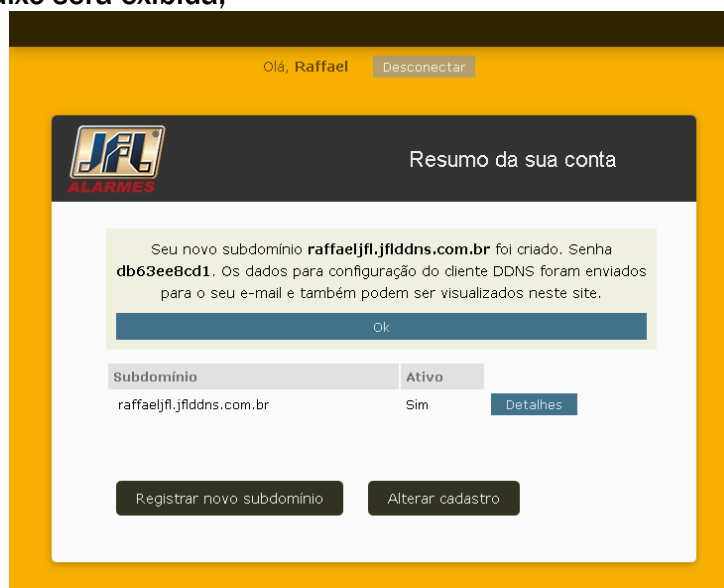 será exibida,
Olá, Raffael Desconectar
JFL®
ALARMES
Resumo da sua conta
Seu novo subdomínio raffaeljfl.jflddns.com.br foi criado. Senha
db63ee8cd1. Os dados para configuração do cliente DDNS foram enviados
para o seu e-mail e também podem ser visualizados neste site.
Ok
Subdomínio Ativo
raffaeljfl.jflddns.com.br Sim Detalhes
Registrar novo subdomínio Alterar cadastro